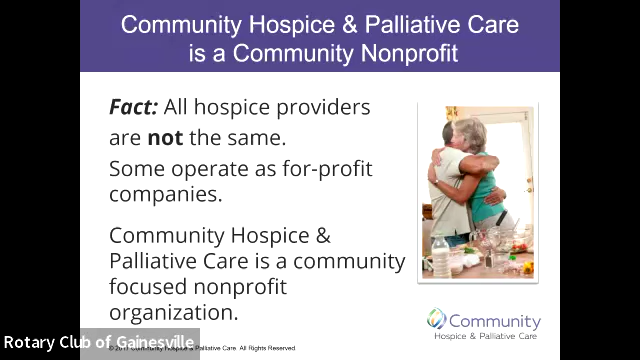 Community Hospice & Palliative Care
is a Community Nonprofit
Fact: All hospice providers
are not the same.
Some operate as for-profit
companies.
Community Hospice &
Palliative Care is a community
focused nonprofit
organization.
Community
Hospice & Palliative Care
Rotary Club of Gainesville
Community Hospice & Palliative Care. All Rights Reserved